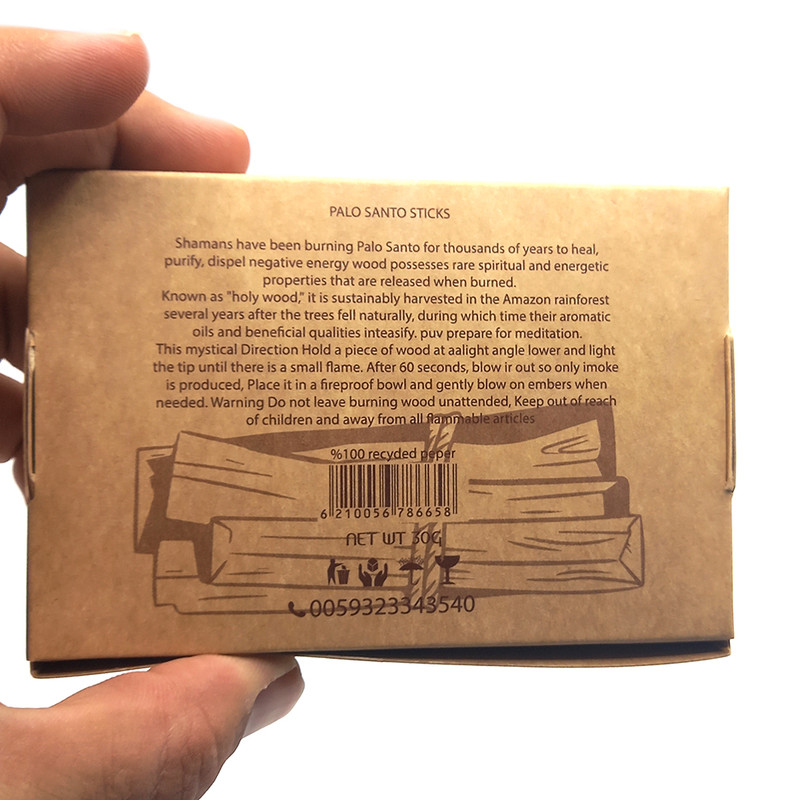 PALO SANTO STICKS
Shamans have been burning Palo Santo for thousands of years to heal,
purify, dispel negative energy wood possesses rare spiritual and energetic
properties that are released when burned.
Known as "holy wood," it is sustainably harvested in the Amazon rainforest
several years after the trees fell naturally, during which time their aromatic
oils and beneficial qualities inteasify. puv prepare for meditation.
This mystical Direction Hold a piece of wood at aalight angle lower and light
the tip until there is a small flame. After 60 seconds, blow ir out so only imoke
is produced, Place it in a fireproof bowl and gently blow on embers when
needed. Warning Do not leave burning wood unattended, Keep out of reach
of children and away from all flammable articles
%100 recyded peper
6 210056 786658
NET WT 30G
0059323343540